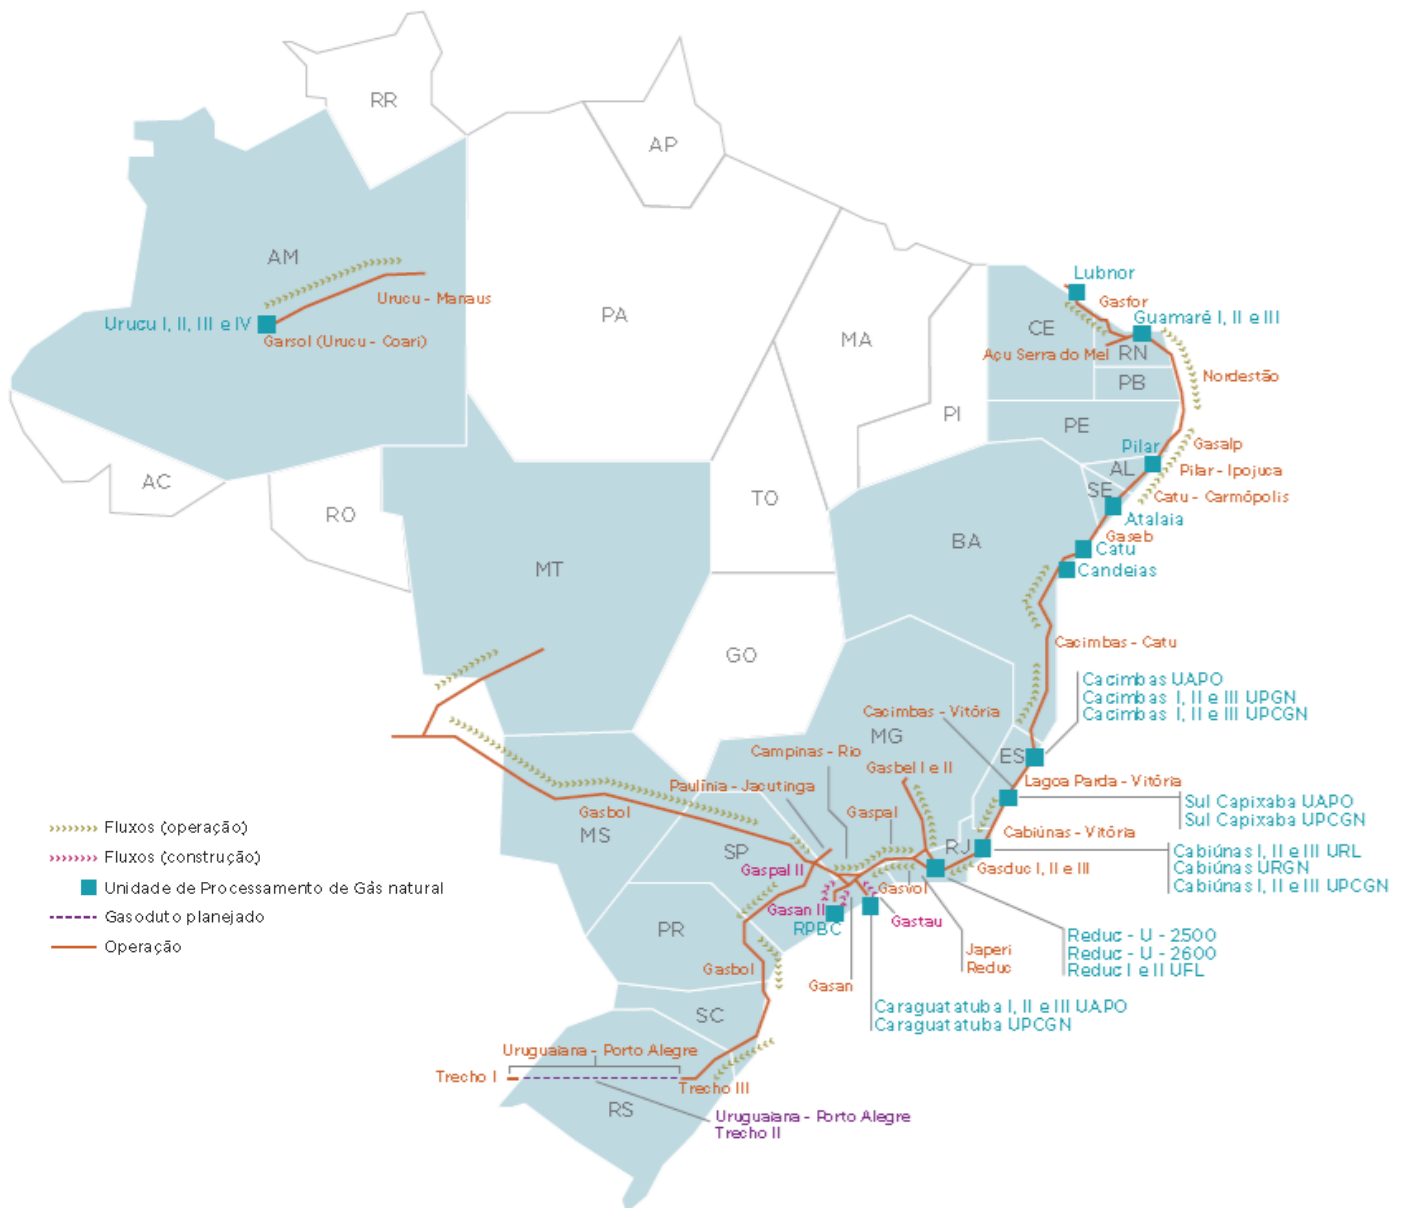 RR
AP
AM
Urucu - Manaus
Urucu I, II, III e IV
Garsol (Urucu - Coari)
PA
MA
PI
CE
Lubnor
Gasfor
Guamaré I, II e III
Açu Serra do Mel
RN
PB
Nordestão
PE
Pilar
Gasalp
AL
Pilar - Ipojuca
SE
Catu - Carmópolis
Atalaia
Gaseb
Catu
Candeias
AC
RO
TO
BA
MT
GO
Cacimbas - Catu
Cacimbas UAPO
Cacimbas I, II e III UPGN
Cacimbas I, II e III UPCGN
Cacimbas - Vitória
MG
ES
Campinas - Rio
Gasbel I e II
Paulínia - Jacutinga
Lagoa Parda - Vitória
Gasbol
Gaspal
Sul Capixaba UAPO
Sul Capixaba UPCGN
MS
SP
RJ
Cabiúnas - Vitória
Gaspal II
Gasduc I, II e III
Cabiúnas I, II e III URL
Cabiúnas URGN
Cabiúnas I, II e III UPCGN
Gasvol
Gasan II
Gastau
RPBC
PR
Reduc - U - 2500
Reduc - U - 2600
Reduc I e II UFL
Japeri
Reduc
Gasbol
Gasan
SC
Caraguatatuba I, II e III UAPO
Caraguatatuba UPCGN
Uruguaiana - Porto Alegre
Trecho I
Trecho III
RS
Uruguaiana - Porto Alegre
Trecho II
Fluxos (operação)
Fluxos (construção)
Unidade de Processamento de Gás natural
Gasoduto planejado
Operação